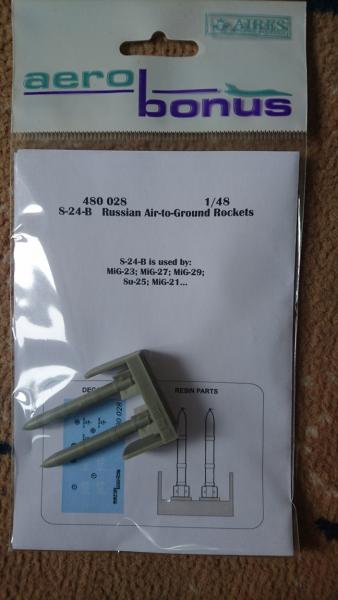 AIRES
aero
bonus
480 028 1/48
S-24-B Russian Air-to-Ground Rockets
S-24-B is used by:
MiG-23; MiG-27; MiG-29;
Su-25; MiG-21...
RESIN PARTS